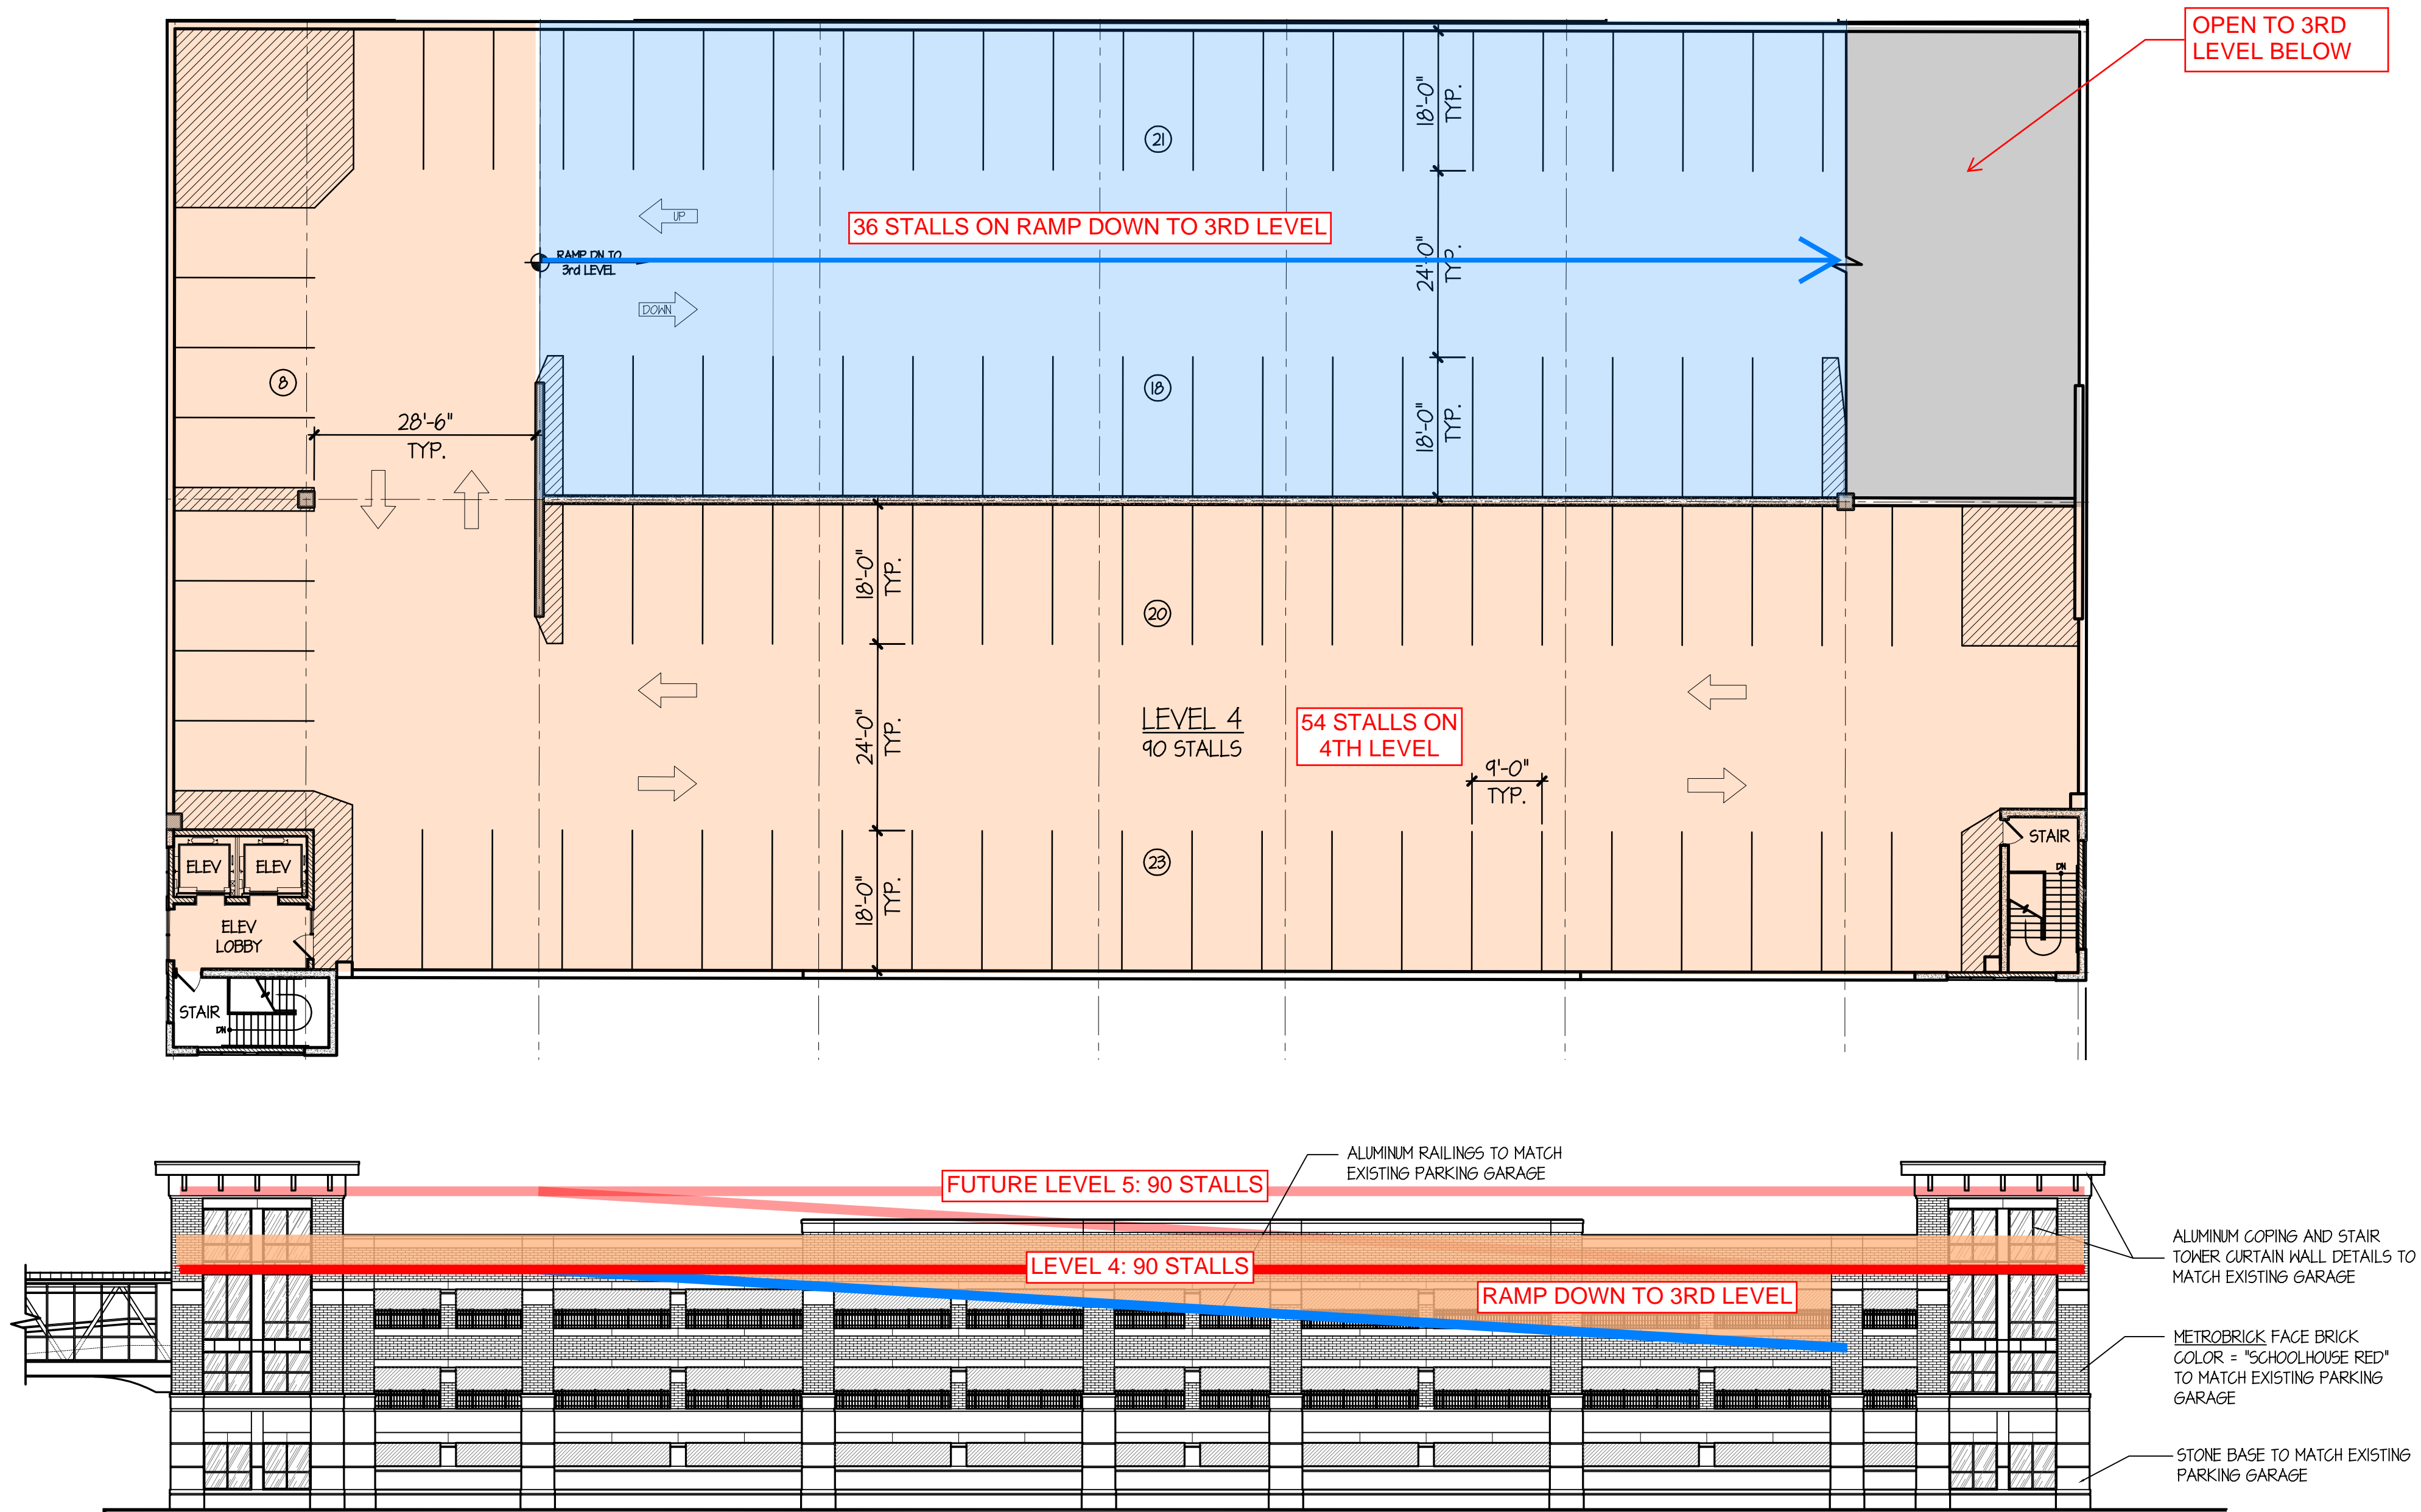 OPEN TO 3RD
LEVEL BELOW
18'-0"
TYP.
21
UP
36 STALLS ON RAMP DOWN TO 3RD LEVEL
RAMP DN TO
3rd LEVEL
24'-0"
TYP.
DOWN
8
18
28'-6"
TYP.
18'-0"
TYP.
18'-0"
TYP.
20
LEVEL 4
90 STALLS
54 STALLS ON
4TH LEVEL
24'-0"
TYP.
9'-0"
TYP.
STAIR
DN
ELEV
ELEV
23
18'-0"
TYP.
ELEV
LOBBY
STAIR
DN
ALUMINUM RAILINGS TO MATCH
EXISTING PARKING GARAGE
FUTURE LEVEL 5: 90 STALLS
LEVEL 4: 90 STALLS
RAMP DOWN TO 3RD LEVEL
ALUMINUM COPING AND STAIR
TOWER CURTAIN WALL DETAILS TO
MATCH EXISTING GARAGE
METROBRICK FACE BRICK
COLOR = "SCHOOLHOUSE RED"
TO MATCH EXISTING PARKING
GARAGE
STONE BASE TO MATCH EXISTING
PARKING GARAGE